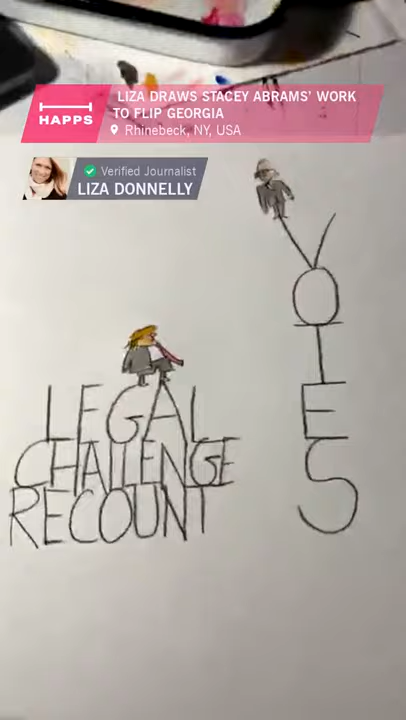 LIZA DRAWS STACEY ABRAMS' WORK
TO FLIP GEORGIA
HAPPS
Rhinebeck, NY, USA
Verified Journalist
LIZA DONNELLY
VOTES
LEGAL
CHALLENGE
RECOUNT